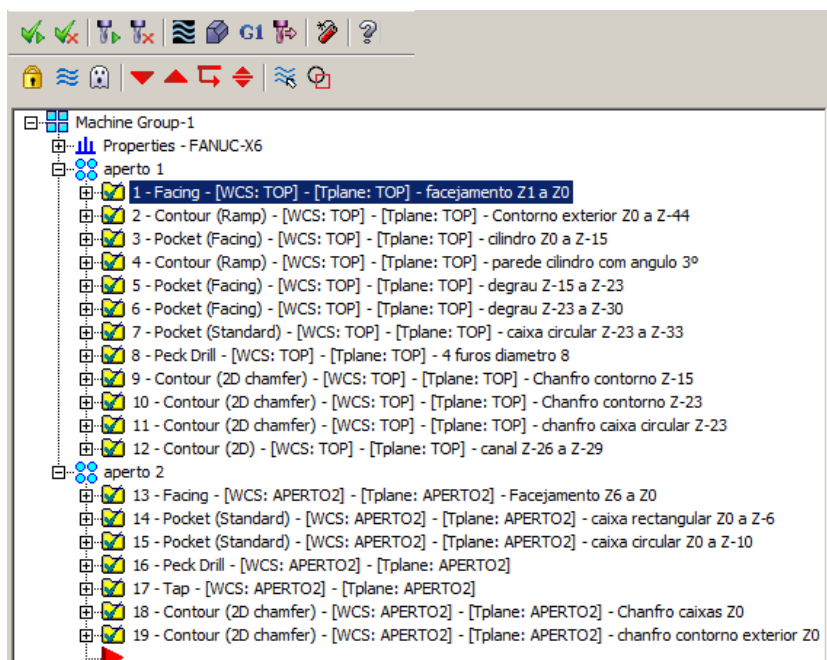 G1
Machine Group-1
Properties - FANUC-X6
aperto 1
1 - Facing - [WCS: TOP] - [Tplane: TOP] - facejamento Z1 a Z0
2 - Contour (Ramp) - [WCS: TOP] - [Tplane: TOP] - Contorno exterior Z0 a Z-44
3 - Pocket (Facing) - [WCS: TOP] - [Tplane: TOP] - cilindro Z0 a Z-15
4 - Contour (Ramp) - [WCS: TOP] - [Tplane: TOP] - parede cilindro com angulo 3º
5 - Pocket (Facing) - [WCS: TOP] - [Tplane: TOP] - degrau Z-15 a Z-23
6 - Pocket (Facing) - [WCS: TOP] - [Tplane: TOP] - degrau Z-23 a Z-30
7 - Pocket (Standard) - [WCS: TOP] - [Tplane: TOP] - caixa circular Z-23 a Z-33
8 - Peck Drill - [WCS: TOP] - [Tplane: TOP] - 4 furos diametro 8
9 - Contour (2D chamfer) - [WCS: TOP] - [Tplane: TOP] - Chanfro contorno Z-15
10 - Contour (2D chamfer) - [WCS: TOP] - [Tplane: TOP] - Chanfro contorno Z-23
11 - Contour (2D chamfer) - [WCS: TOP] - [Tplane: TOP] - chanfro caixa circular Z-23
12 - Contour (2D) - [WCS: TOP] - [Tplane: TOP] - canal Z-26 a Z-29
aperto 2
13 - Facing - [WCS: APERTO2] - [Tplane: APERTO2] - Facejamento Z6 a Z0
14 - Pocket (Standard) - [WCS: APERTO2] - [Tplane: APERTO2] - caixa rectangular Z0 a Z-6
15 - Pocket (Standard) - [WCS: APERTO2] - [Tplane: APERTO2] - caixa circular Z0 a Z-10
16 - Peck Drill - [WCS: APERTO2] - [Tplane: APERTO2]
17 - Tap - [WCS: APERTO2] - [Tplane: APERTO2]
18 - Contour (2D chamfer) - [WCS: APERTO2] - [Tplane: APERTO2] - Chanfro caixas Z0
19 - Contour (2D chamfer) - [WCS: APERTO2] - [Tplane: APERTO2] - chanfro contorno exterior Z0